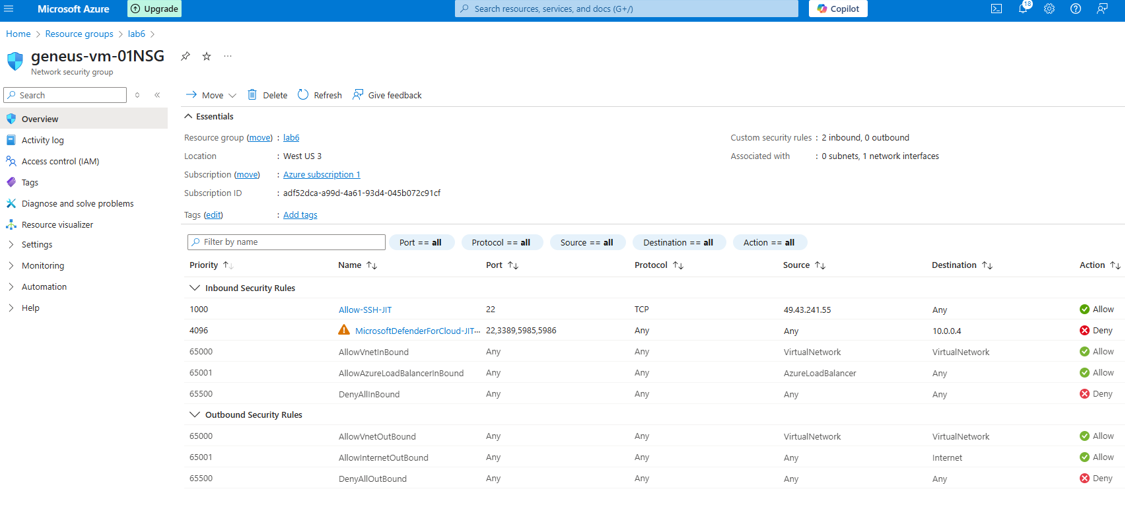 Microsoft Azure Upgrade Search resources, services, and docs (G+/) Copilot 18
Home > Resource groups > lab6 >
geneus-vm-01NSG ...
Network security group
Search
Overview
Activity log
Access control (IAM)
Tags
Diagnose and solve problems
Resource visualizer
Settings
Monitoring
Automation
Help
Move Delete Refresh Give feedback
Essentials
Resource group (move) : lab6
Location : West US 3
Subscription (move) : Azure subscription 1
Subscription ID : adf52dca-a99d-4a61-93d4-045b072c91cf
Tags (edit) : Add tags
Custom security rules : 2 inbound, 0 outbound
Associated with : 0 subnets, 1 network interfaces
Filter by name Port == all Protocol == all Source == all Destination == all Action == all
Priority Name Port Protocol Source Destination Action
Inbound Security Rules
1000 Allow-SSH-JIT 22 TCP 49.43.241.55 Any Allow
4096 MicrosoftDefenderForCloud-JIT... 22,3389,5985,5986 Any Any 10.0.0.4 Deny
65000 AllowVnetInBound Any Any VirtualNetwork VirtualNetwork Allow
65001 AllowAzureLoadBalancerInBound Any Any AzureLoadBalancer Any Allow
65500 DenyAllInBound Any Any Any Any Deny
Outbound Security Rules
65000 AllowVnetOutBound Any Any VirtualNetwork VirtualNetwork Allow
65001 AllowInternetOutBound Any Any Any Internet Allow
65500 DenyAllOutBound Any Any Any Any Deny